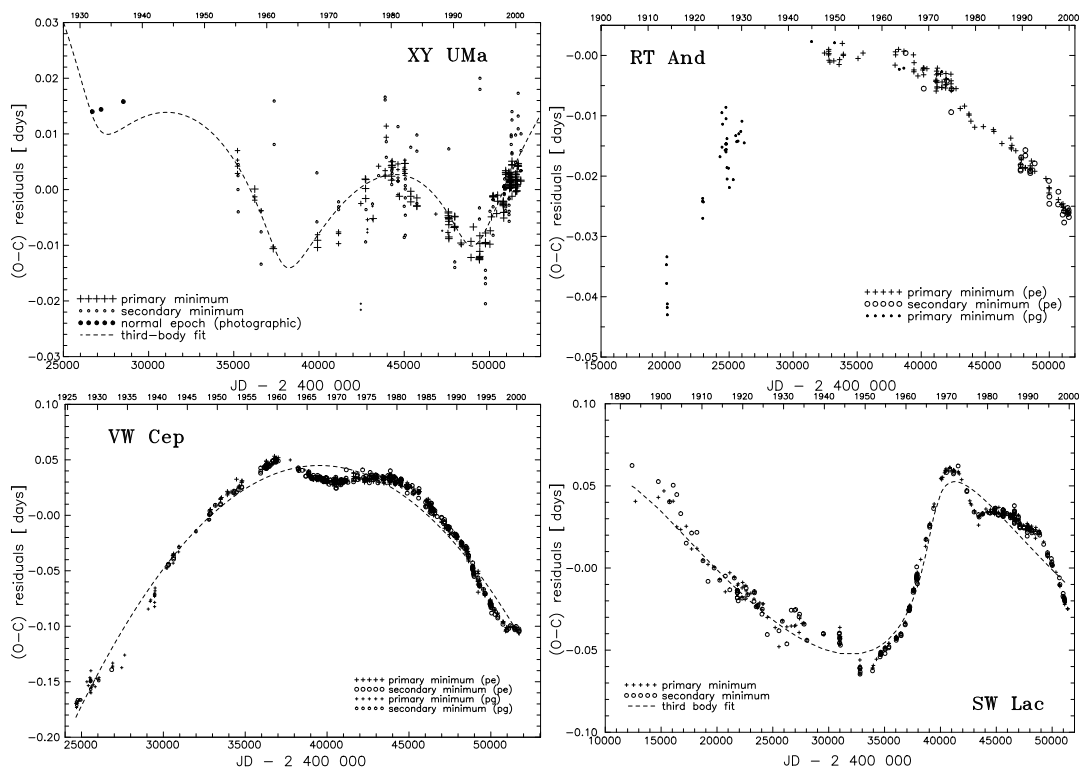 1930 1940 1950 1960 1970 1980 1990 2000
0.03 0.02 0.01 0.00 −0.01 −0.02 −0.03
(O−C) residuals [ days]
XY UMa
primary minimum
secondary minimum
normal epoch (photographic)
third−body fit
25000 30000 35000 40000 45000 50000
JD − 2 400 000
1900 1910 1920 1930 1940 1950 1960 1970 1980 1990 2000
−0.00 −0.01 −0.02 −0.03 −0.04 −0.05
(O−C) residuals [ days]
RT And
primary minimum (pe)
secondary minimum (pe)
primary minimum (pg)
15000 20000 25000 30000 35000 40000 45000 50000
JD − 2 400 000
1925 1930 1935 1940 1945 1950 1955 1960 1965 1970 1975 1980 1985 1990 1995 2000
0.10 0.05 −0.00 −0.05 −0.10 −0.15 −0.20
(O−C) residuals [ days]
VW Cep
primary minimum (pe)
secondary minimum (pe)
primary minimum (pg)
secondary minimum (pg)
25000 30000 35000 40000 45000 50000
JD − 2 400 000
1890 1900 1910 1920 1930 1940 1950 1960 1970 1980 1990 2000
0.10 0.05 −0.00 −0.05 −0.10
(O−C) residuals [ days]
primary minimum
secondary minimum
third body fit
SW Lac
10000 15000 20000 25000 30000 35000 40000 45000 50000
JD − 2 400 000